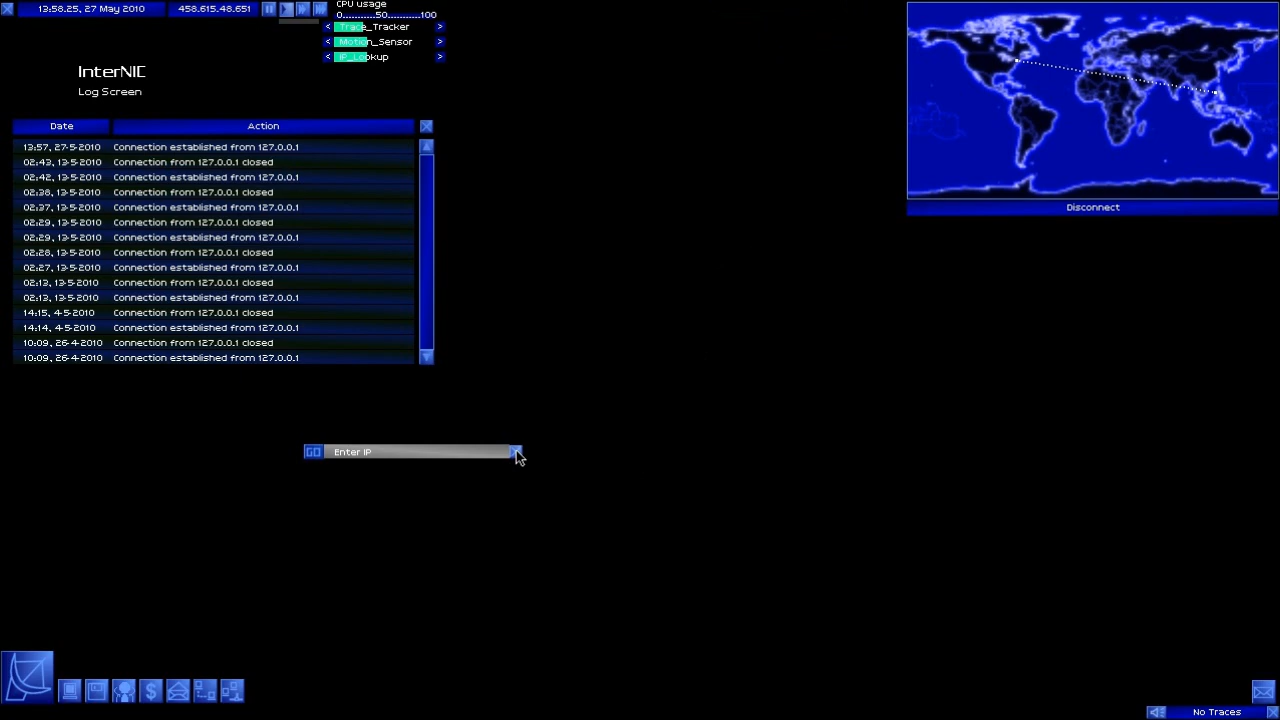 13:58.25, 27 May 2010
458.615.48.651
CPU usage
0..........50..........100
< Trace_Tracker >
< Motion_Sensor >
< IP_Lookup >
InterNIC
Log Screen
Date Action
13:57, 27-5-2010 Connection established from 127.0.0.1
02:43, 13-5-2010 Connection from 127.0.0.1 closed
02:42, 13-5-2010 Connection established from 127.0.0.1
02:38, 13-5-2010 Connection from 127.0.0.1 closed
02:37, 13-5-2010 Connection established from 127.0.0.1
02:29, 13-5-2010 Connection from 127.0.0.1 closed
02:29, 13-5-2010 Connection established from 127.0.0.1
02:28, 13-5-2010 Connection from 127.0.0.1 closed
02:27, 13-5-2010 Connection established from 127.0.0.1
02:13, 13-5-2010 Connection from 127.0.0.1 closed
02:13, 13-5-2010 Connection established from 127.0.0.1
14:15, 4-5-2010 Connection from 127.0.0.1 closed
14:14, 4-5-2010 Connection established from 127.0.0.1
10:09, 26-4-2010 Connection from 127.0.0.1 closed
10:09, 26-4-2010 Connection established from 127.0.0.1
Disconnect
GO Enter IP
$
No Traces